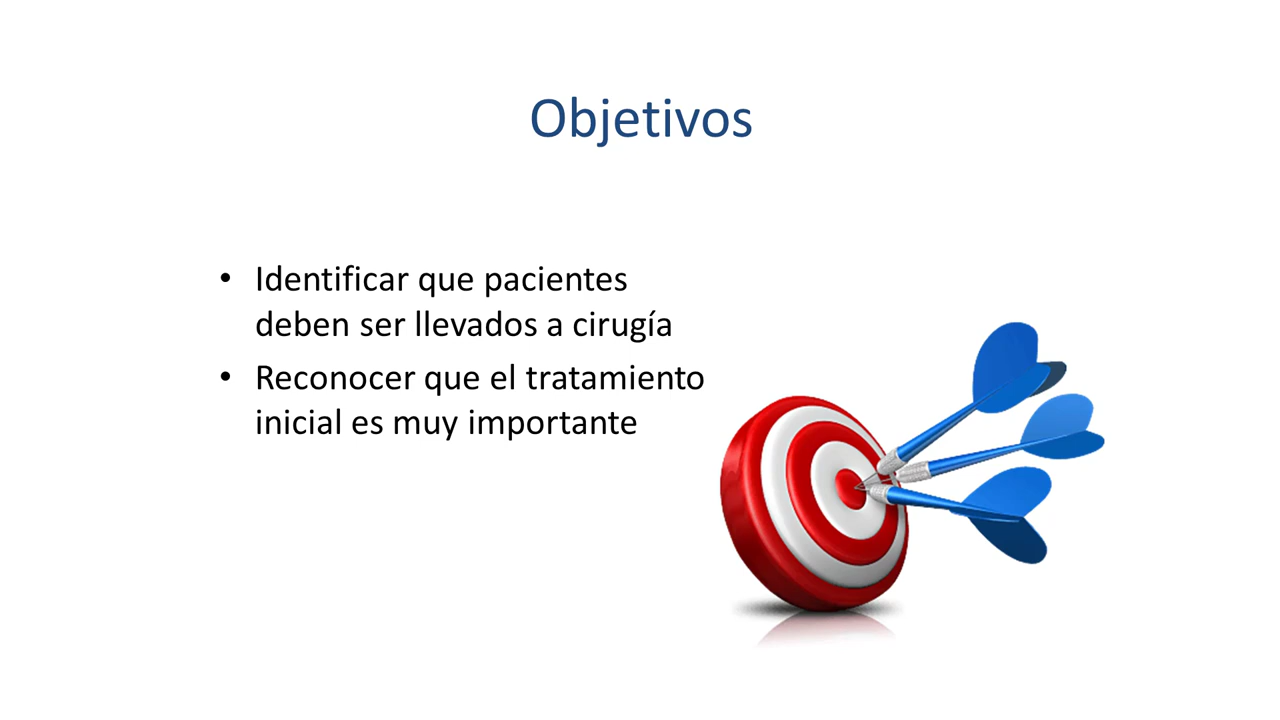 Objetivos
• Identificar que pacientes
deben ser llevados a cirugía
• Reconocer que el tratamiento
inicial es muy importante